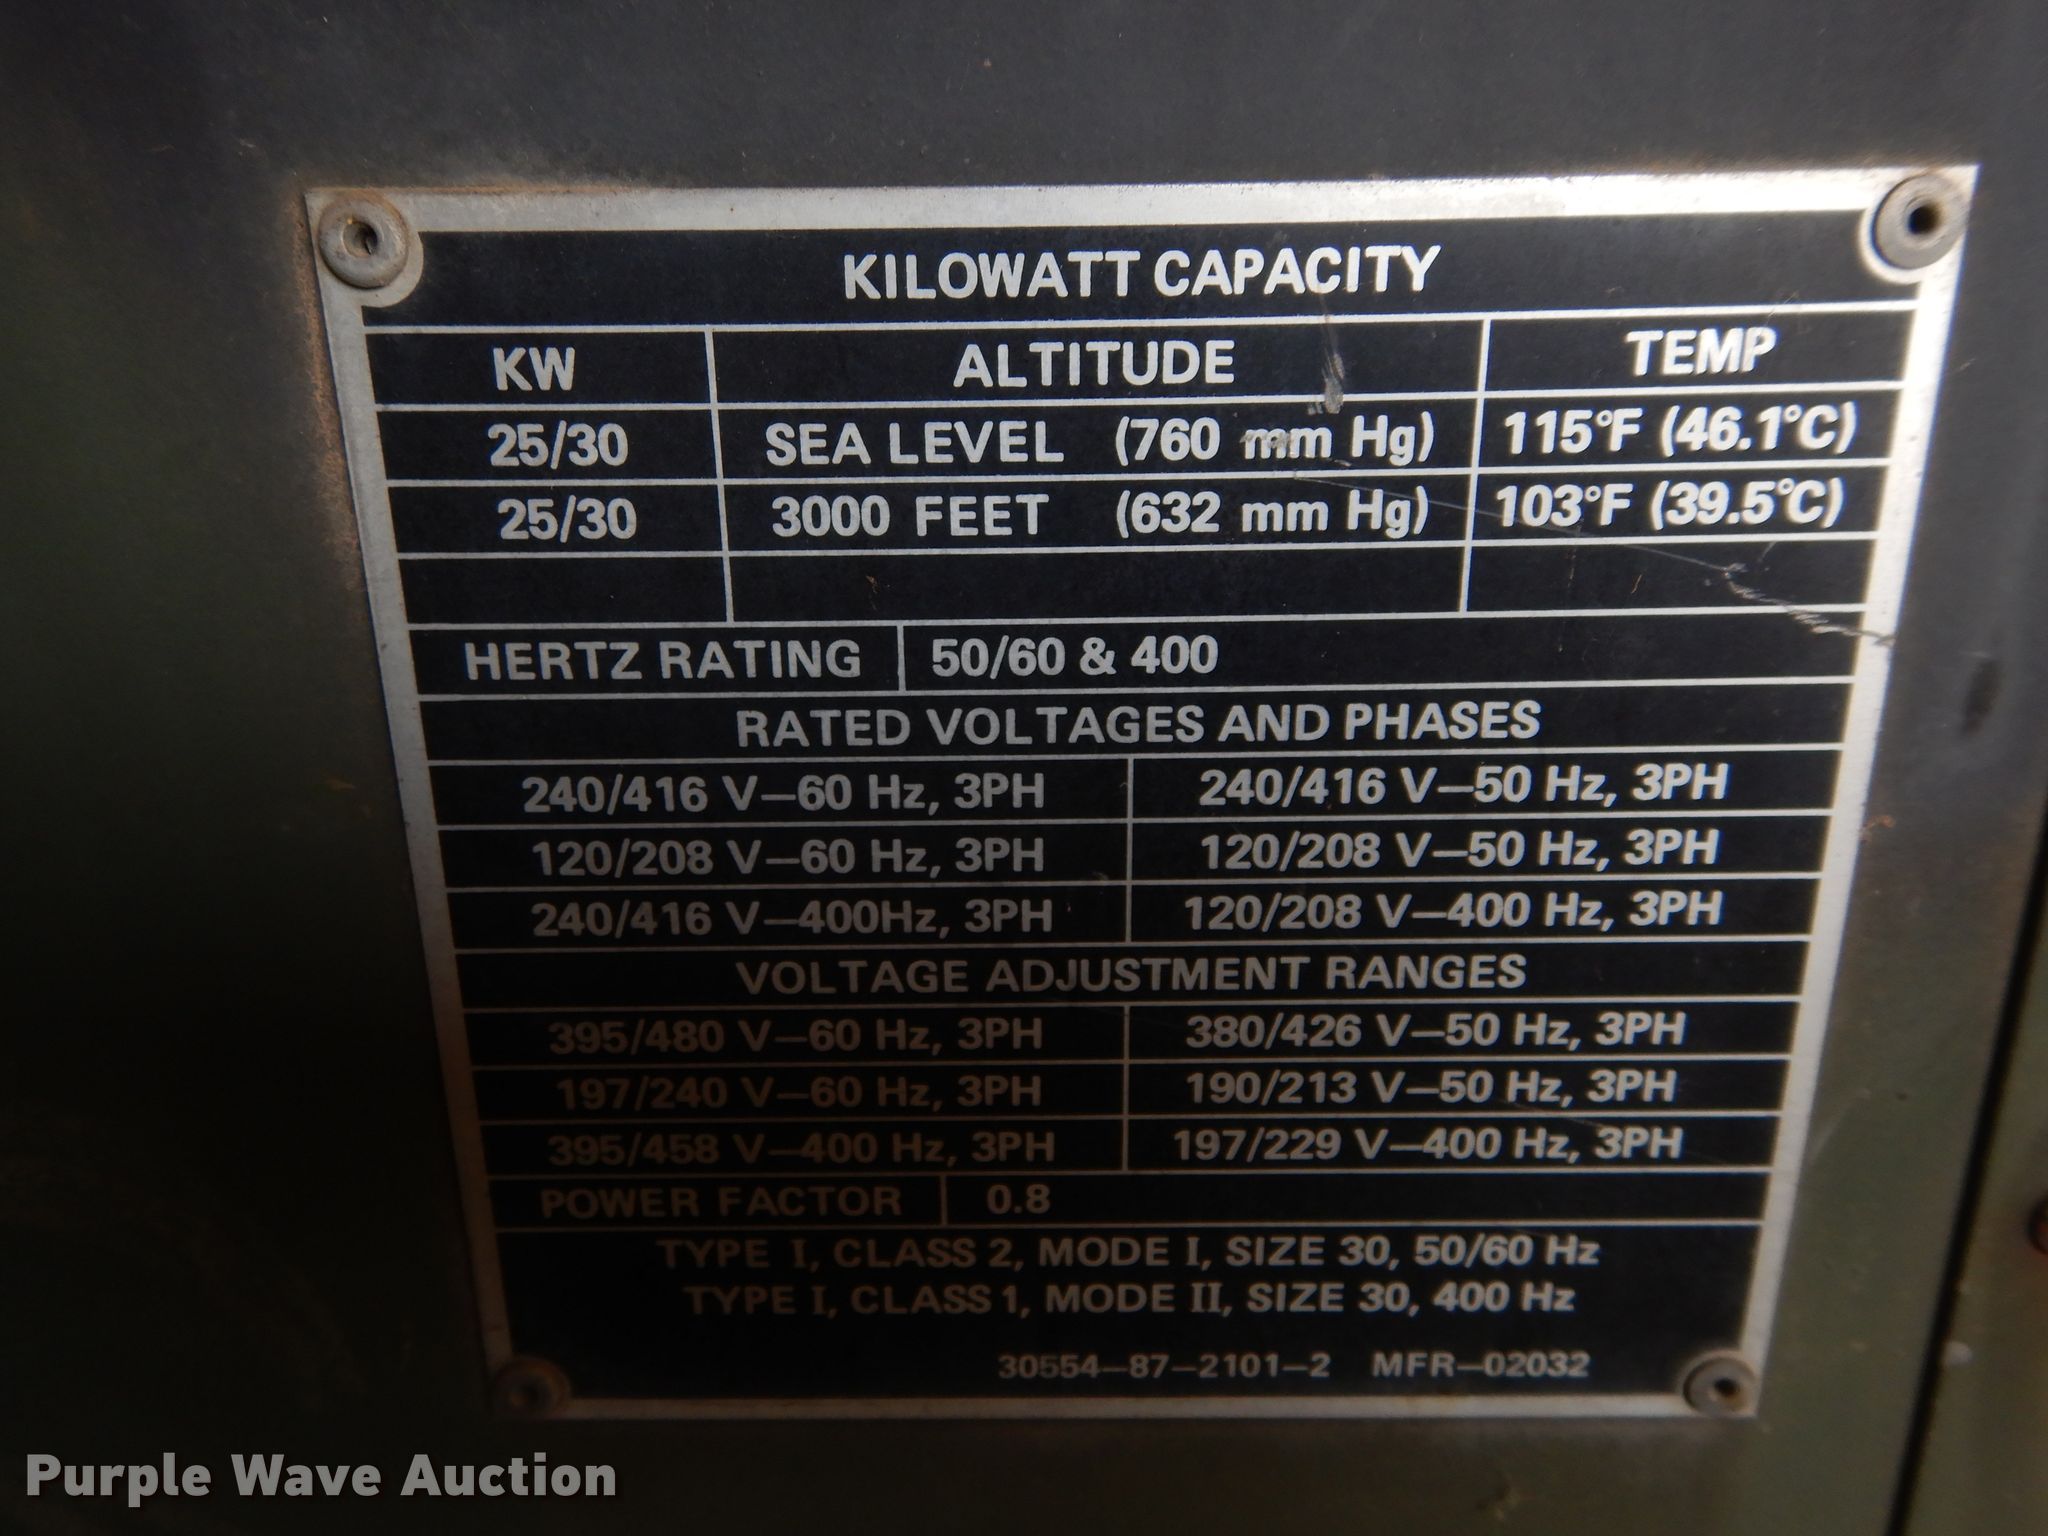 KILOWATT CAPACITY
KW ALTITUDE TEMP
25/30 SEA LEVEL (760 mm Hg) 115°F (46.1°C)
25/30 3000 FEET (632 mm Hg) 103°F (39.5°C)
HERTZ RATING 50/60 & 400
RATED VOLTAGES AND PHASES
240/416 V—60 Hz, 3PH 240/416 V—50 Hz, 3PH
120/208 V—60 Hz, 3PH 120/208 V—50 Hz, 3PH
240/416 V—400Hz, 3PH 120/208 V—400 Hz, 3PH
VOLTAGE ADJUSTMENT RANGES
395/480 V—60 Hz, 3PH 380/426 V—50 Hz, 3PH
197/240 V—60 Hz, 3PH 190/213 V—50 Hz, 3PH
395/458 V—400 Hz, 3PH 197/229 V—400 Hz, 3PH
POWER FACTOR 0.8
TYPE I, CLASS 2, MODE I, SIZE 30, 50/60 Hz
TYPE I, CLASS 1, MODE II, SIZE 30, 400 Hz
30554—87—2101—2 MFR—02032
Purple Wave Auction